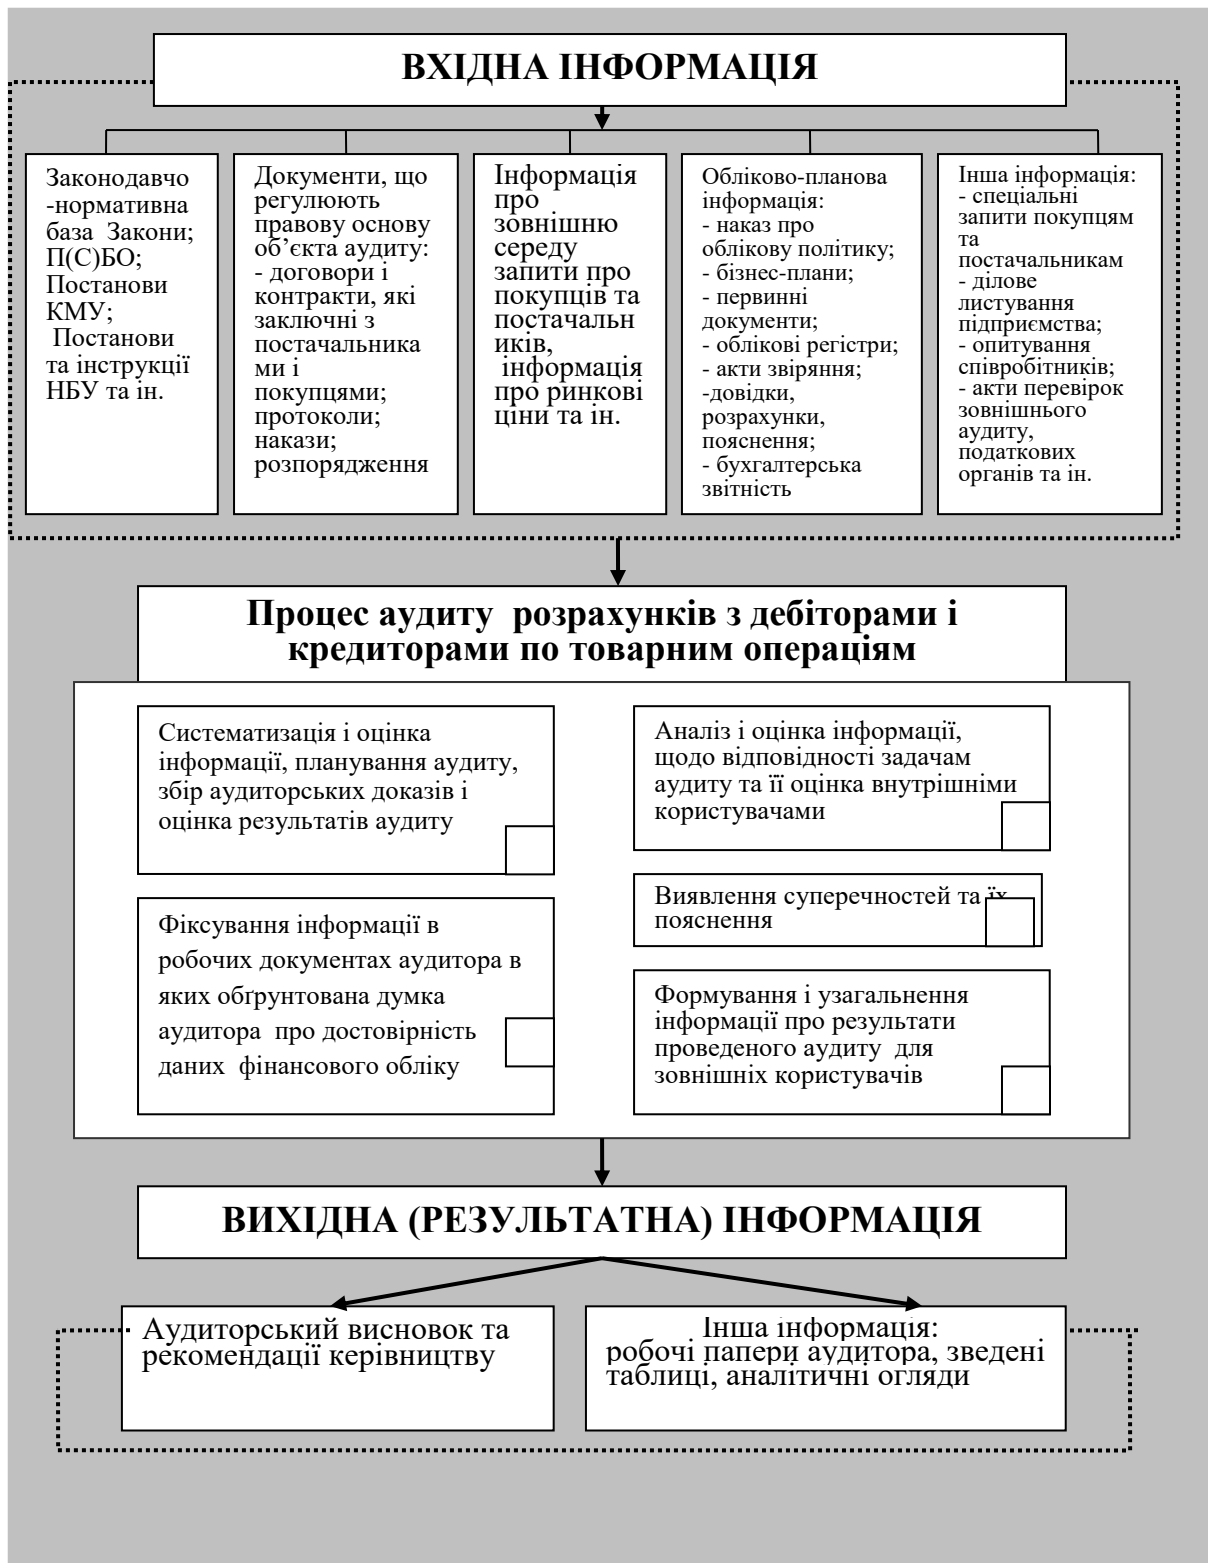 ВХІДНА ІНФОРМАЦІЯ
Законодавчо
-нормативна
база Закони;
П(С)БО;
Постанови
КМУ;
Постанови
та інструкції
НБУ та ін.
Документи, що
регулюють
правову основу
об’єкта аудиту:
- договори і
контракти, які
заключні з
постачальника
ми і
покупцями;
протоколи;
накази;
розпорядження
Інформація
про
зовнішню
середу
запити про
покупців та
постачальн
иків,
інформація
про ринкові
ціни та ін.
Обліково-планова
інформація:
- наказ про
облікову політику;
- бізнес-плани;
- первинні
документи;
- облікові регістри;
- акти звіряння;
-довідки,
розрахунки,
пояснення;
- бухгалтерська
звітність
Інша інформація:
- спеціальні
запити покупцям
та
постачальникам
- ділове
листування
підприємства;
- опитування
співробітників;
- акти перевірок
зовнішнього
аудиту,
податкових
органів та ін.
Процес аудиту розрахунків з дебіторами і
кредиторами по товарним операціям
Систематизація і оцінка
інформації, планування аудиту,
збір аудиторських доказів і
оцінка результатів аудиту
Фіксування інформації в
робочих документах аудитора в
яких обґрунтована думка
аудитора про достовірність
даних фінансового обліку
Аналіз і оцінка інформації,
щодо відповідності задачам
аудиту та її оцінка внутрішніми
користувачами
Виявлення суперечностей та їх
пояснення
Формування і узагальнення
інформації про результати
проведеного аудиту для
зовнішніх користувачів
ВИХІДНА (РЕЗУЛЬТАТНА) ІНФОРМАЦІЯ
Аудиторський висновок та
рекомендації керівництву
Інша інформація:
робочі папери аудитора, зведені
таблиці, аналітичні огляди